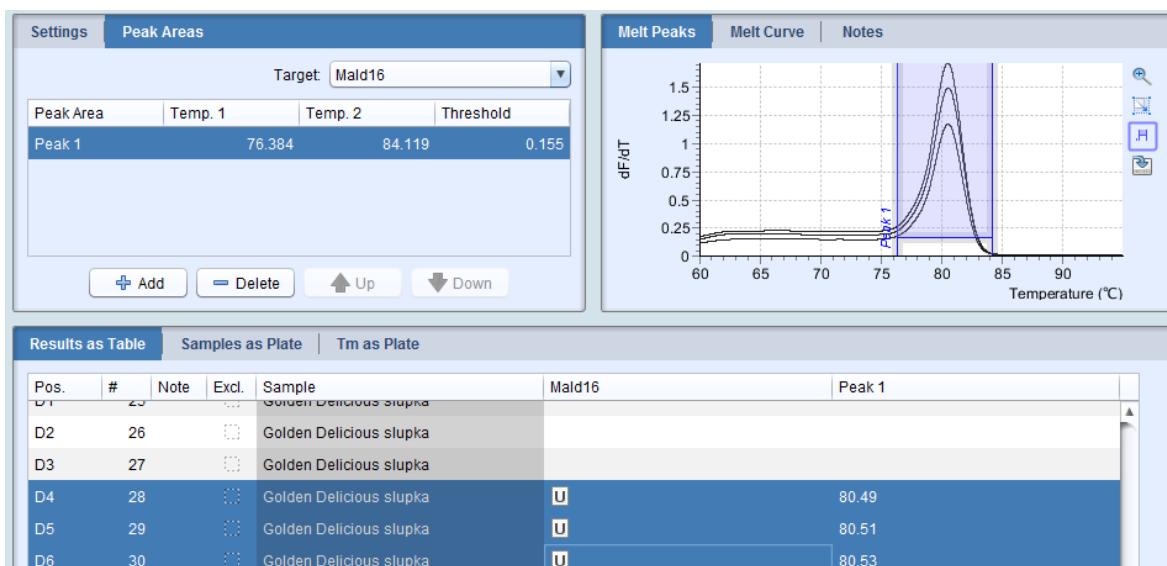 Settings Peak Areas
Target: Mald16
Peak Area Temp. 1 Temp. 2 Threshold
Peak 1 76.384 84.119 0.155
Add Delete Up Down
Melt Peaks Melt Curve Notes
1.5
1.25
1
0.75
0.5
0.25
0
dF/dT
Peak 1
60 65 70 75 80 85 90
Temperature (°C)
Results as Table Samples as Plate Tm as Plate
Pos. # Note Excl. Sample Mald16 Peak 1
D1 25 Golden Delicious slupka
D2 26 Golden Delicious slupka
D3 27 Golden Delicious slupka
D4 28 Golden Delicious slupka U 80.49
D5 29 Golden Delicious slupka U 80.51
D6 30 Golden Delicious slupka U 80.53